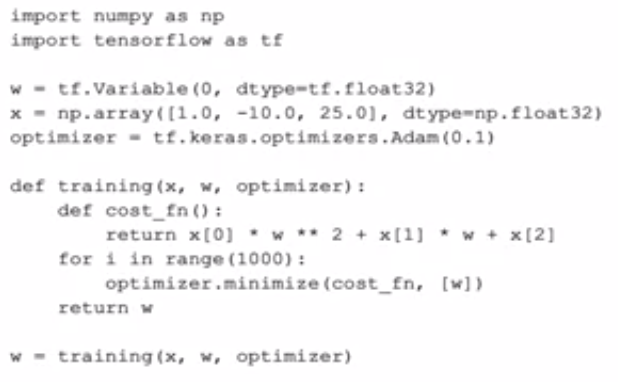 import numpy as np
import tensorflow as tf
w = tf.Variable(0, dtype=tf.float32)
x = np.array([1.0, -10.0, 25.0], dtype=np.float32)
optimizer = tf.keras.optimizers.Adam(0.1)
def training(x, w, optimizer):
    def cost_fn():
        return x[0] * w ** 2 + x[1] * w + x[2]
    for i in range(1000):
        optimizer.minimize(cost_fn, [w])
    return w
w = training(x, w, optimizer)